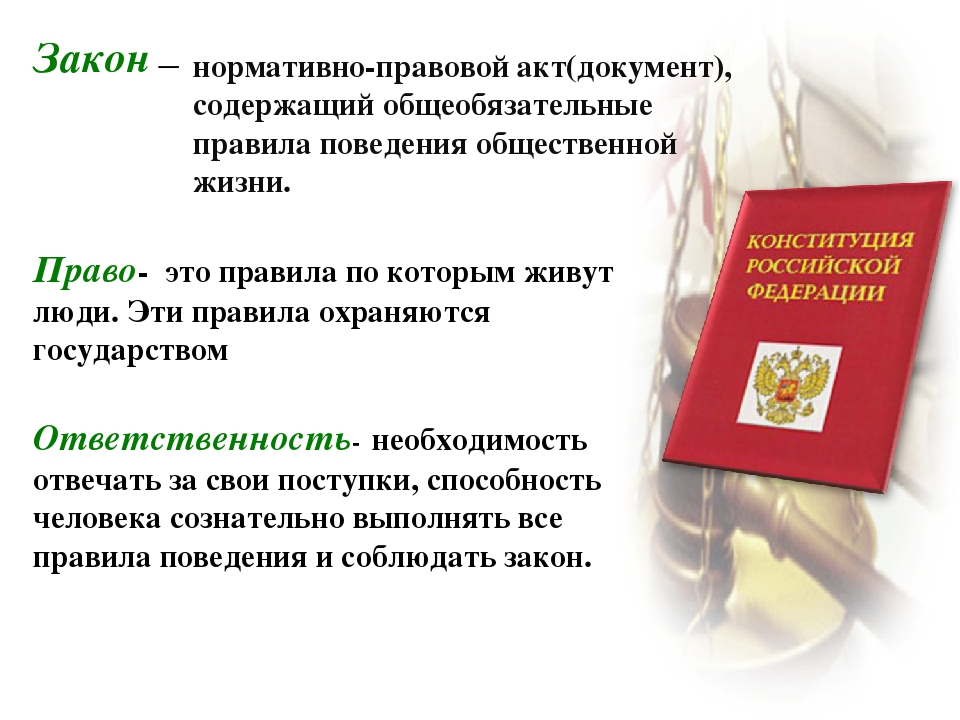 Закон – нормативно-правовой акт(документ),
содержащий общеобязательные
правила поведения общественной
жизни.
Право- это правила по которым живут
люди. Эти правила охраняются
государством
Ответственность- необходимость
отвечать за свои поступки, способность
человека сознательно выполнять все
правила поведения и соблюдать закон.
КОНСТИТУЦИЯ
РОССИЙСКОЙ
ФЕДЕРАЦИИ